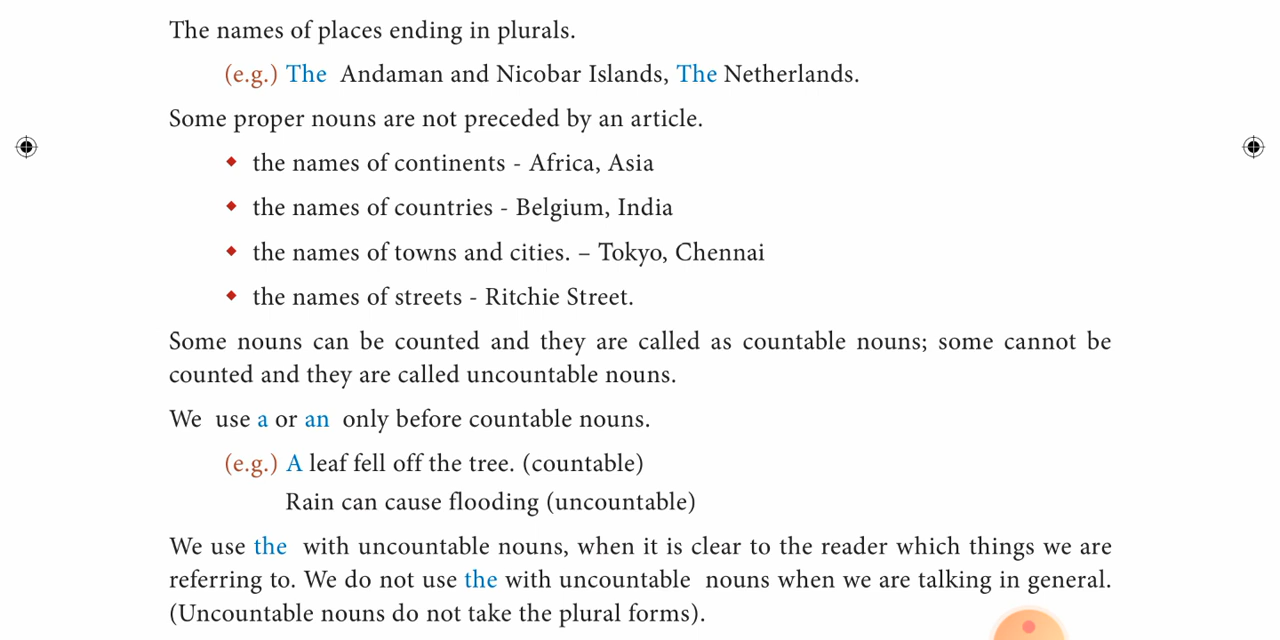 The names of places ending in plurals.
(e.g.) The Andaman and Nicobar Islands, The Netherlands.
Some proper nouns are not preceded by an article.
◆ the names of continents - Africa, Asia
◆ the names of countries - Belgium, India
◆ the names of towns and cities. – Tokyo, Chennai
◆ the names of streets - Ritchie Street.
Some nouns can be counted and they are called as countable nouns; some cannot be
counted and they are called uncountable nouns.
We use a or an only before countable nouns.
(e.g.) A leaf fell off the tree. (countable)
Rain can cause flooding (uncountable)
We use the with uncountable nouns, when it is clear to the reader which things we are
referring to. We do not use the with uncountable nouns when we are talking in general.
(Uncountable nouns do not take the plural forms).